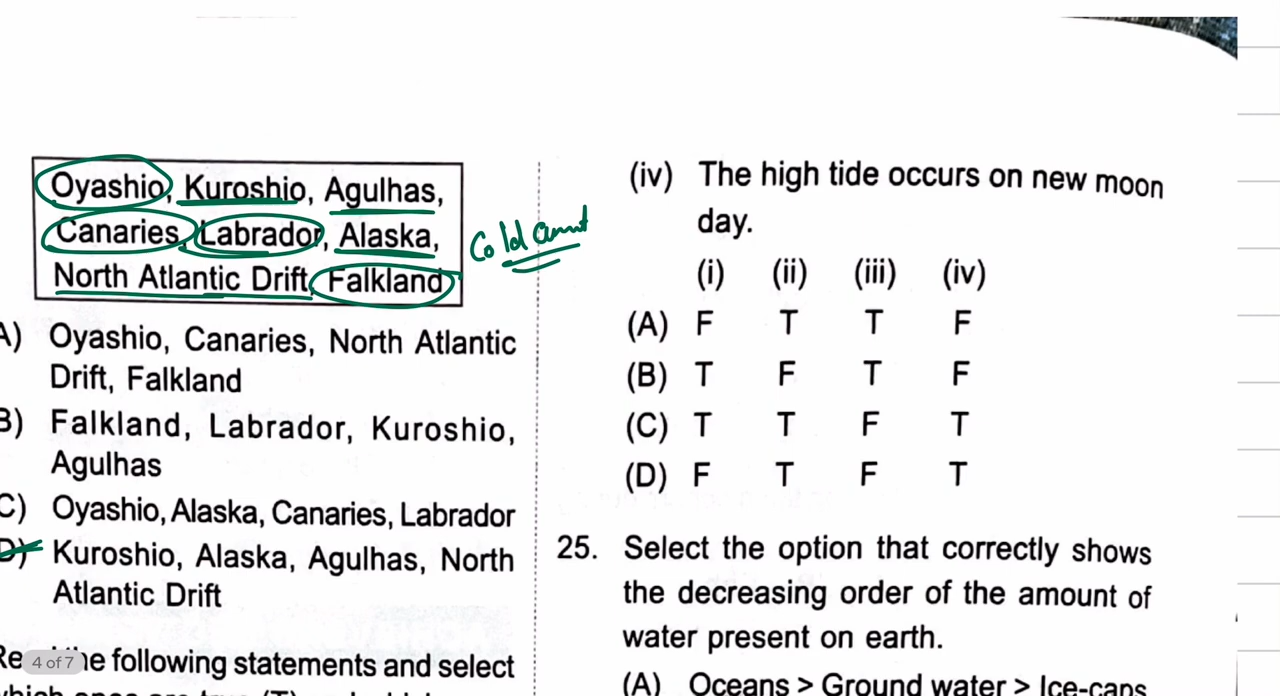 Oyashio, Kuroshio, Agulhas,
Canaries, Labrador, Alaska,
North Atlantic Drift, Falkland
Cold
A) Oyashio, Canaries, North Atlantic
Drift, Falkland
B) Falkland, Labrador, Kuroshio,
Agulhas
C) Oyashio, Alaska, Canaries, Labrador
D) Kuroshio, Alaska, Agulhas, North
Atlantic Drift
he following statements and select
4 of 7
(iv) The high tide occurs on new moon
day.
(i) (ii) (iii) (iv)
(A) F T T F
(B) T F T F
(C) T T F T
(D) F T F T
25. Select the option that correctly shows
the decreasing order of the amount of
water present on earth.
(A) Oceans > Ground water > Ice-caps